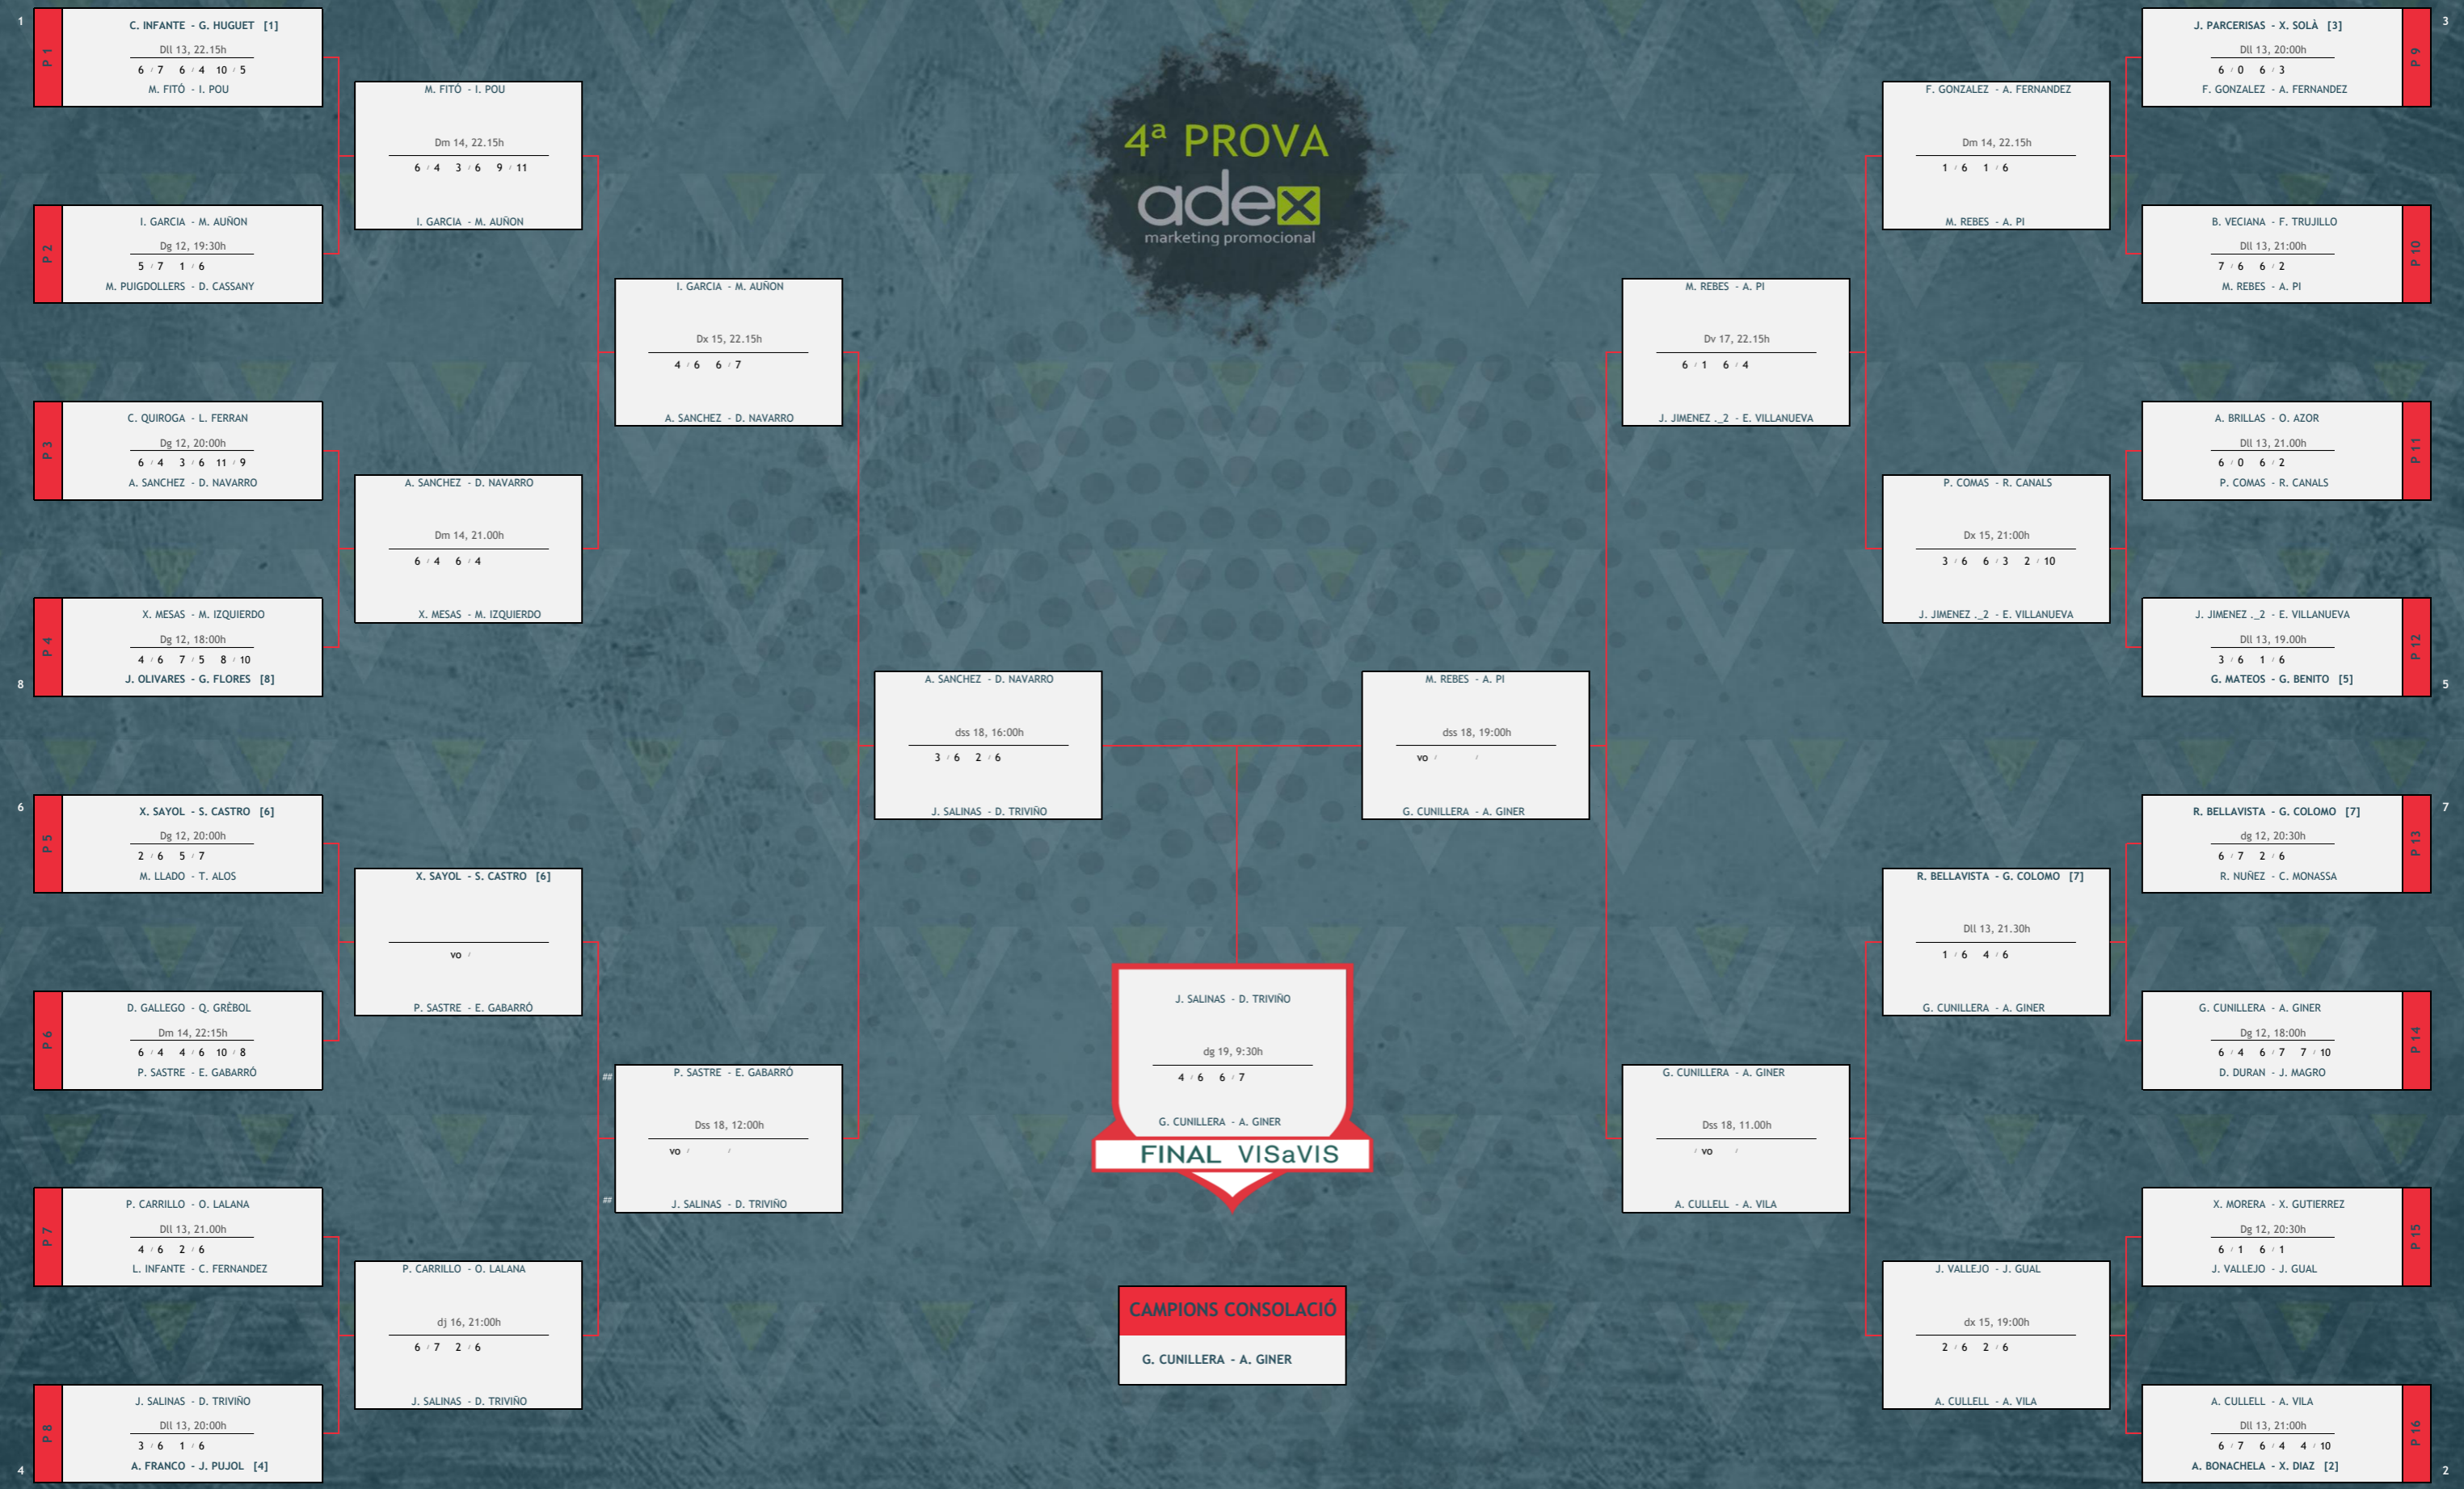 1
P 1
C. INFANTE - G. HUGUET [1]
Dll 13, 22.15h
6 / 7 6 / 4 10 / 5
M. FITÓ - I. POU
P 2
I. GARCIA - M. AUÑON
Dg 12, 19:30h
5 / 7 1 / 6
M. PUIGDOLLERS - D. CASSANY
P 3
C. QUIROGA - L. FERRAN
Dg 12, 20:00h
6 / 4 3 / 6 11 / 9
A. SANCHEZ - D. NAVARRO
8
P 4
X. MESAS - M. IZQUIERDO
Dg 12, 18:00h
4 / 6 7 / 5 8 / 10
J. OLIVARES - G. FLORES [8]
6
P 5
X. SAYOL - S. CASTRO [6]
Dg 12, 20:00h
2 / 6 5 / 7
M. LLADO - T. ALOS
P 6
D. GALLEGO - Q. GRÈBOL
Dm 14, 22:15h
6 / 4 4 / 6 10 / 8
P. SASTRE - E. GABARRÓ
P 7
P. CARRILLO - O. LALANA
Dll 13, 21.00h
4 / 6 2 / 6
L. INFANTE - C. FERNANDEZ
4
P 8
J. SALINAS - D. TRIVIÑO
Dll 13, 20:00h
3 / 6 1 / 6
A. FRANCO - J. PUJOL [4]
M. FITÓ - I. POU
Dm 14, 22.15h
6 / 4 3 / 6 9 / 11
I. GARCIA - M. AUÑON
A. SANCHEZ - D. NAVARRO
Dm 14, 21.00h
6 / 4 6 / 4
X. MESAS - M. IZQUIERDO
X. SAYOL - S. CASTRO [6]
vo /
P. SASTRE - E. GABARRÓ
P. CARRILLO - O. LALANA
dj 16, 21:00h
6 / 7 2 / 6
J. SALINAS - D. TRIVIÑO
I. GARCIA - M. AUÑON
Dx 15, 22.15h
4 / 6 6 / 7
A. SANCHEZ - D. NAVARRO
##
P. SASTRE - E. GABARRÓ
Dss 18, 12:00h
vo / /
##
J. SALINAS - D. TRIVIÑO
A. SANCHEZ - D. NAVARRO
dss 18, 16:00h
3 / 6 2 / 6
J. SALINAS - D. TRIVIÑO
4ª PROVA
adex
marketing promocional
J. SALINAS - D. TRIVIÑO
dg 19, 9:30h
4 / 6 6 / 7
G. CUNILLERA - A. GINER
FINAL VISaVIS
CAMPIONS CONSOLACIÓ
G. CUNILLERA - A. GINER
M. REBES - A. PI
dss 18, 19:00h
vo / /
G. CUNILLERA - A. GINER
M. REBES - A. PI
Dv 17, 22.15h
6 / 1 6 / 4
J. JIMENEZ ._2 - E. VILLANUEVA
G. CUNILLERA - A. GINER
Dss 18, 11.00h
/ vo /
A. CULLELL - A. VILA
F. GONZALEZ - A. FERNANDEZ
Dm 14, 22.15h
1 / 6 1 / 6
M. REBES - A. PI
P. COMAS - R. CANALS
Dx 15, 21:00h
3 / 6 6 / 3 2 / 10
J. JIMENEZ ._2 - E. VILLANUEVA
R. BELLAVISTA - G. COLOMO [7]
Dll 13, 21.30h
1 / 6 4 / 6
G. CUNILLERA - A. GINER
J. VALLEJO - J. GUAL
dx 15, 19:00h
2 / 6 2 / 6
A. CULLELL - A. VILA
3
P 9
J. PARCERISAS - X. SOLÀ [3]
Dll 13, 20:00h
6 / 0 6 / 3
F. GONZALEZ - A. FERNANDEZ
P 10
B. VECIANA - F. TRUJILLO
Dll 13, 21:00h
7 / 6 6 / 2
M. REBES - A. PI
P 11
A. BRILLAS - O. AZOR
Dll 13, 21.00h
6 / 0 6 / 2
P. COMAS - R. CANALS
P 12
J. JIMENEZ ._2 - E. VILLANUEVA
Dll 13, 19.00h
3 / 6 1 / 6
G. MATEOS - G. BENITO [5]
5
7
P 13
R. BELLAVISTA - G. COLOMO [7]
dg 12, 20:30h
6 / 7 2 / 6
R. NUÑEZ - C. MONASSA
P 14
G. CUNILLERA - A. GINER
Dg 12, 18:00h
6 / 4 6 / 7 7 / 10
D. DURAN - J. MAGRO
P 15
X. MORERA - X. GUTIERREZ
Dg 12, 20:30h
6 / 1 6 / 1
J. VALLEJO - J. GUAL
P 16
A. CULLELL - A. VILA
Dll 13, 21:00h
6 / 7 6 / 4 4 / 10
A. BONACHELA - X. DIAZ [2]
2